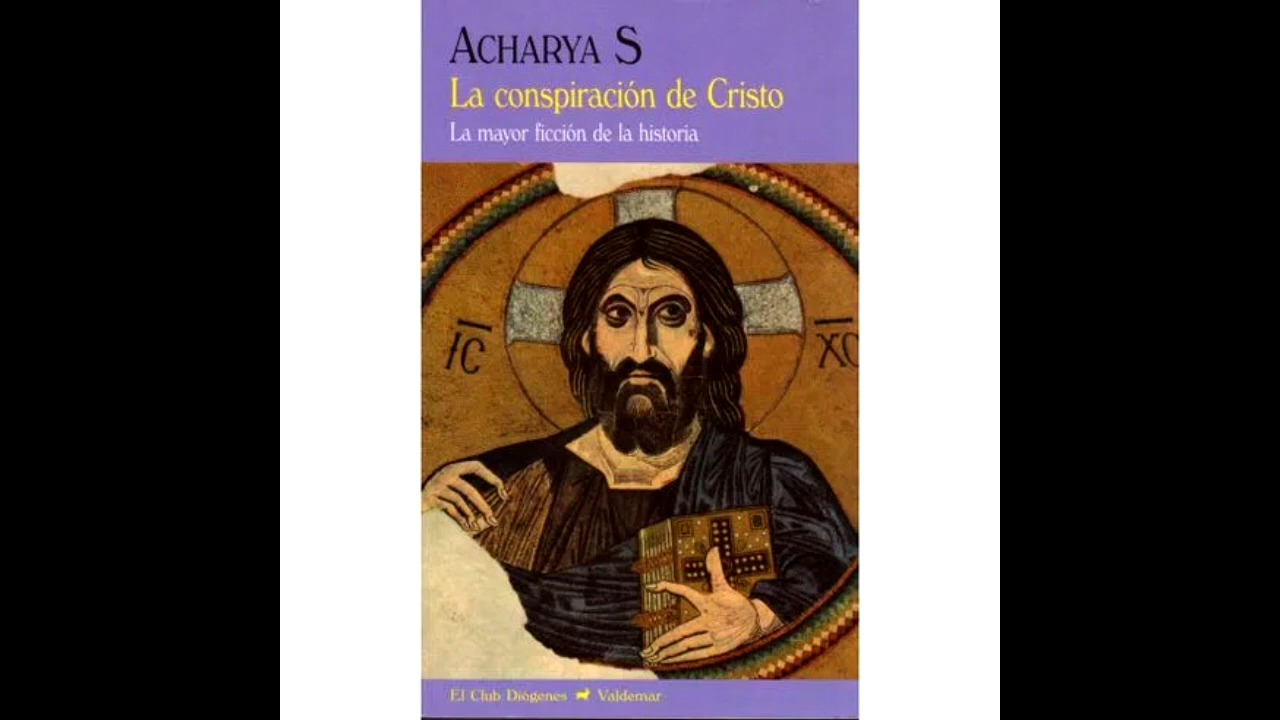 ACHARYA S
La conspiración de Cristo
La mayor ficción de la historia
IC
XC
El Club Diógenes Valdemar